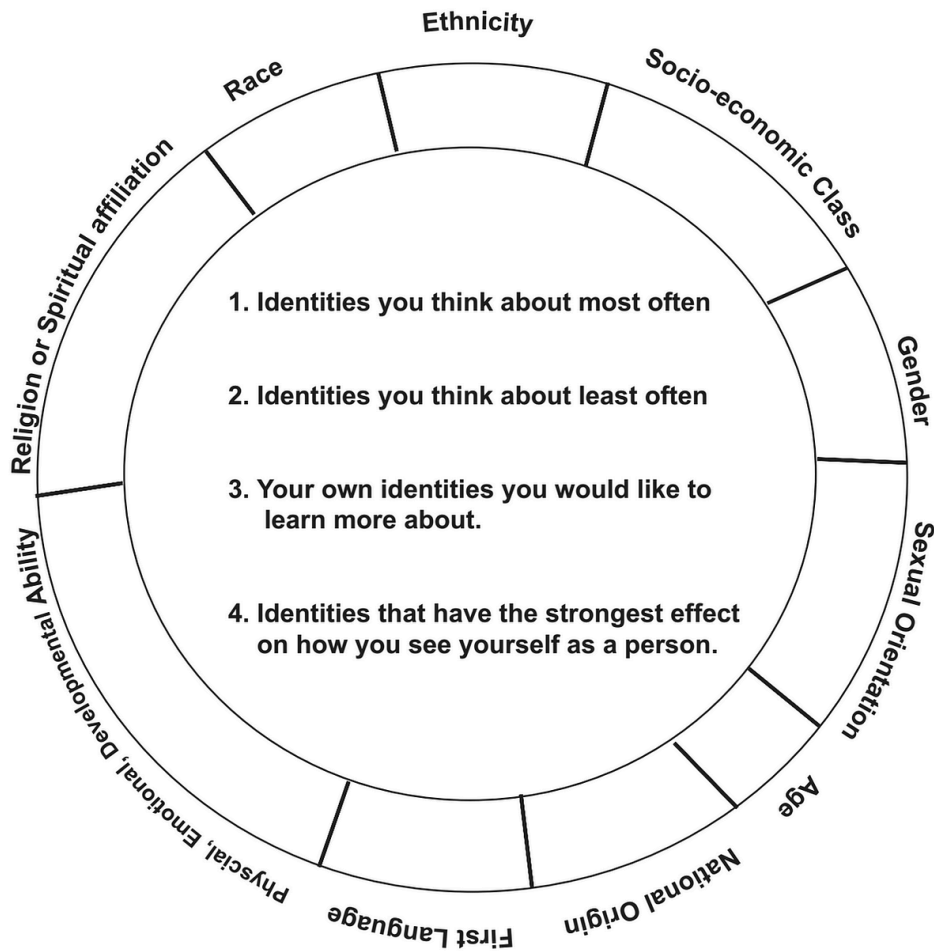 Ethnicity
Socio-economic Class
Gender
Sexual Orientation
Age
National Origin
First Language
Physcial, Emotional, Developmental Ability
Religion or Spiritual affiliation
Race
1. Identities you think about most often
2. Identities you think about least often
3. Your own identities you would like to
learn more about.
4. Identities that have the strongest effect
on how you see yourself as a person.